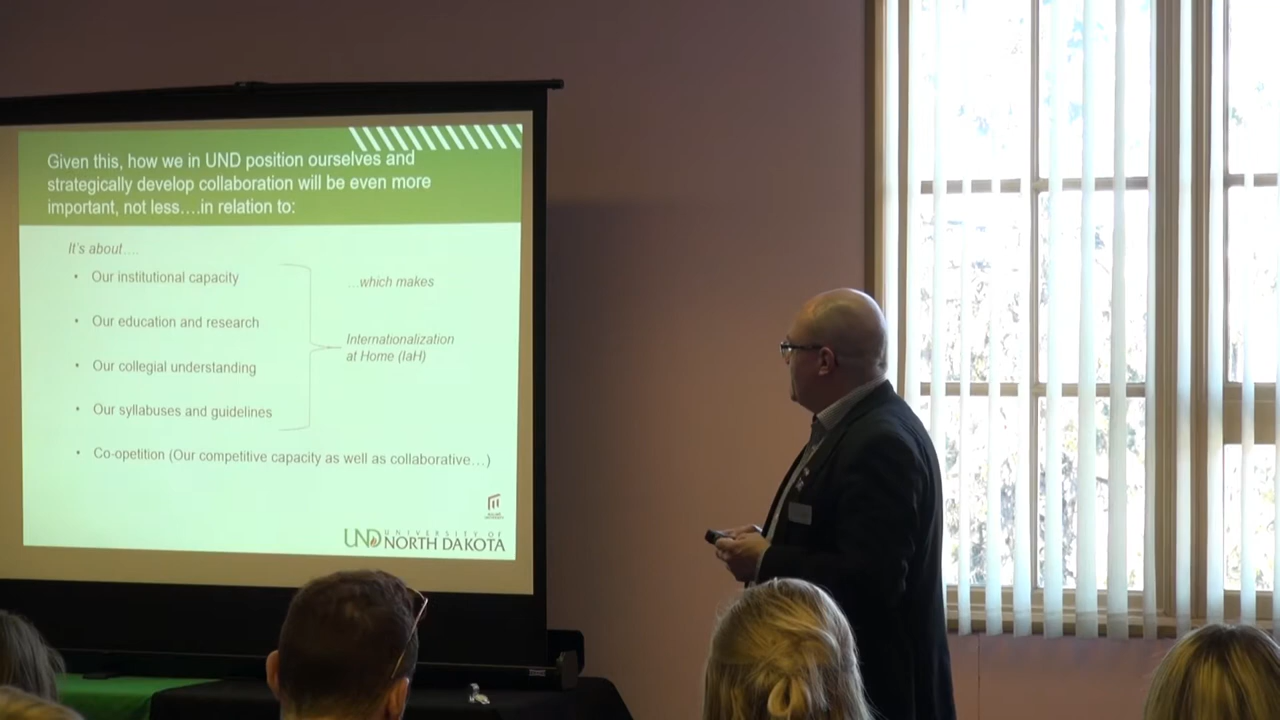 Given this, how we in UND position ourselves and
strategically develop collaboration will be even more
important, not less….in relation to:
It's about….
• Our institutional capacity
…which makes
• Our education and research
Internationalization
at Home (IaH)
• Our collegial understanding
• Our syllabuses and guidelines
• Co-opetition (Our competitive capacity as well as collaborative…)
UND UNIVERSITY OF
NORTH DAKOTA